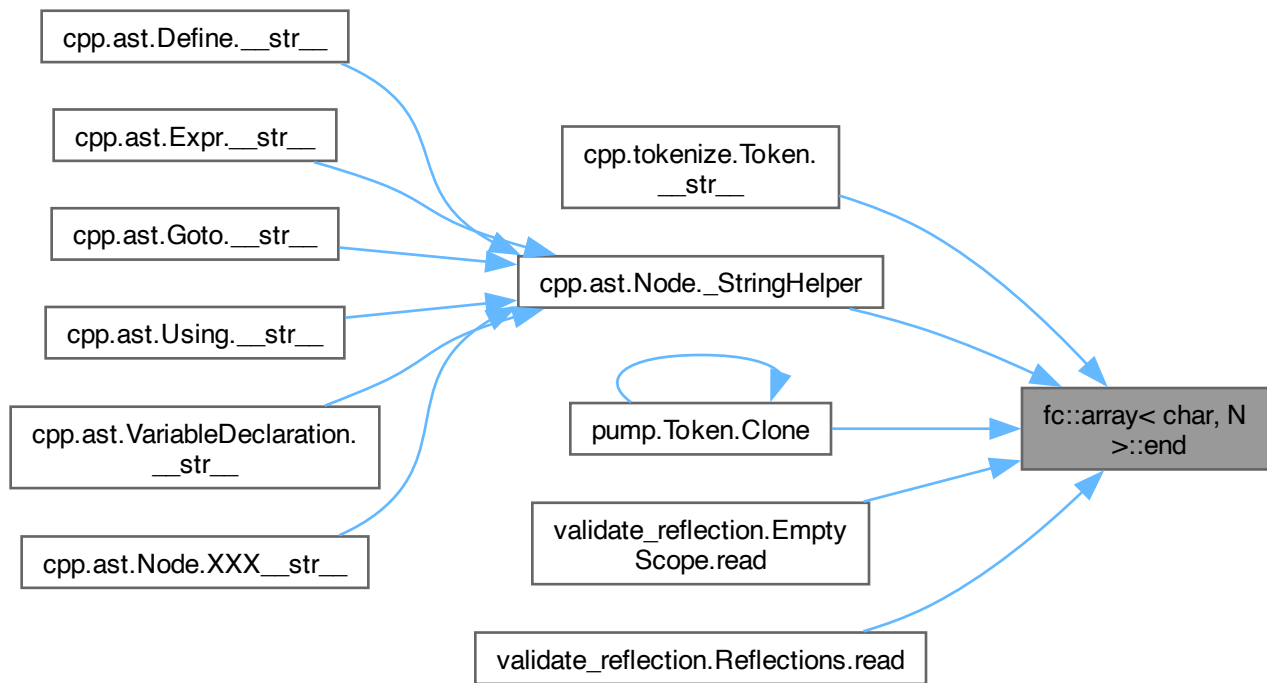 cpp.ast.Define.__str__
cpp.ast.Expr.__str__
cpp.ast.Goto.__str__
cpp.ast.Using.__str__
cpp.ast.VariableDeclaration.
__str__
cpp.ast.Node.XXX__str__
cpp.tokenize.Token.
__str__
cpp.ast.Node._StringHelper
pump.Token.Clone
validate_reflection.Empty
Scope.read
validate_reflection.Reflections.read
fc::array< char, N
>::end